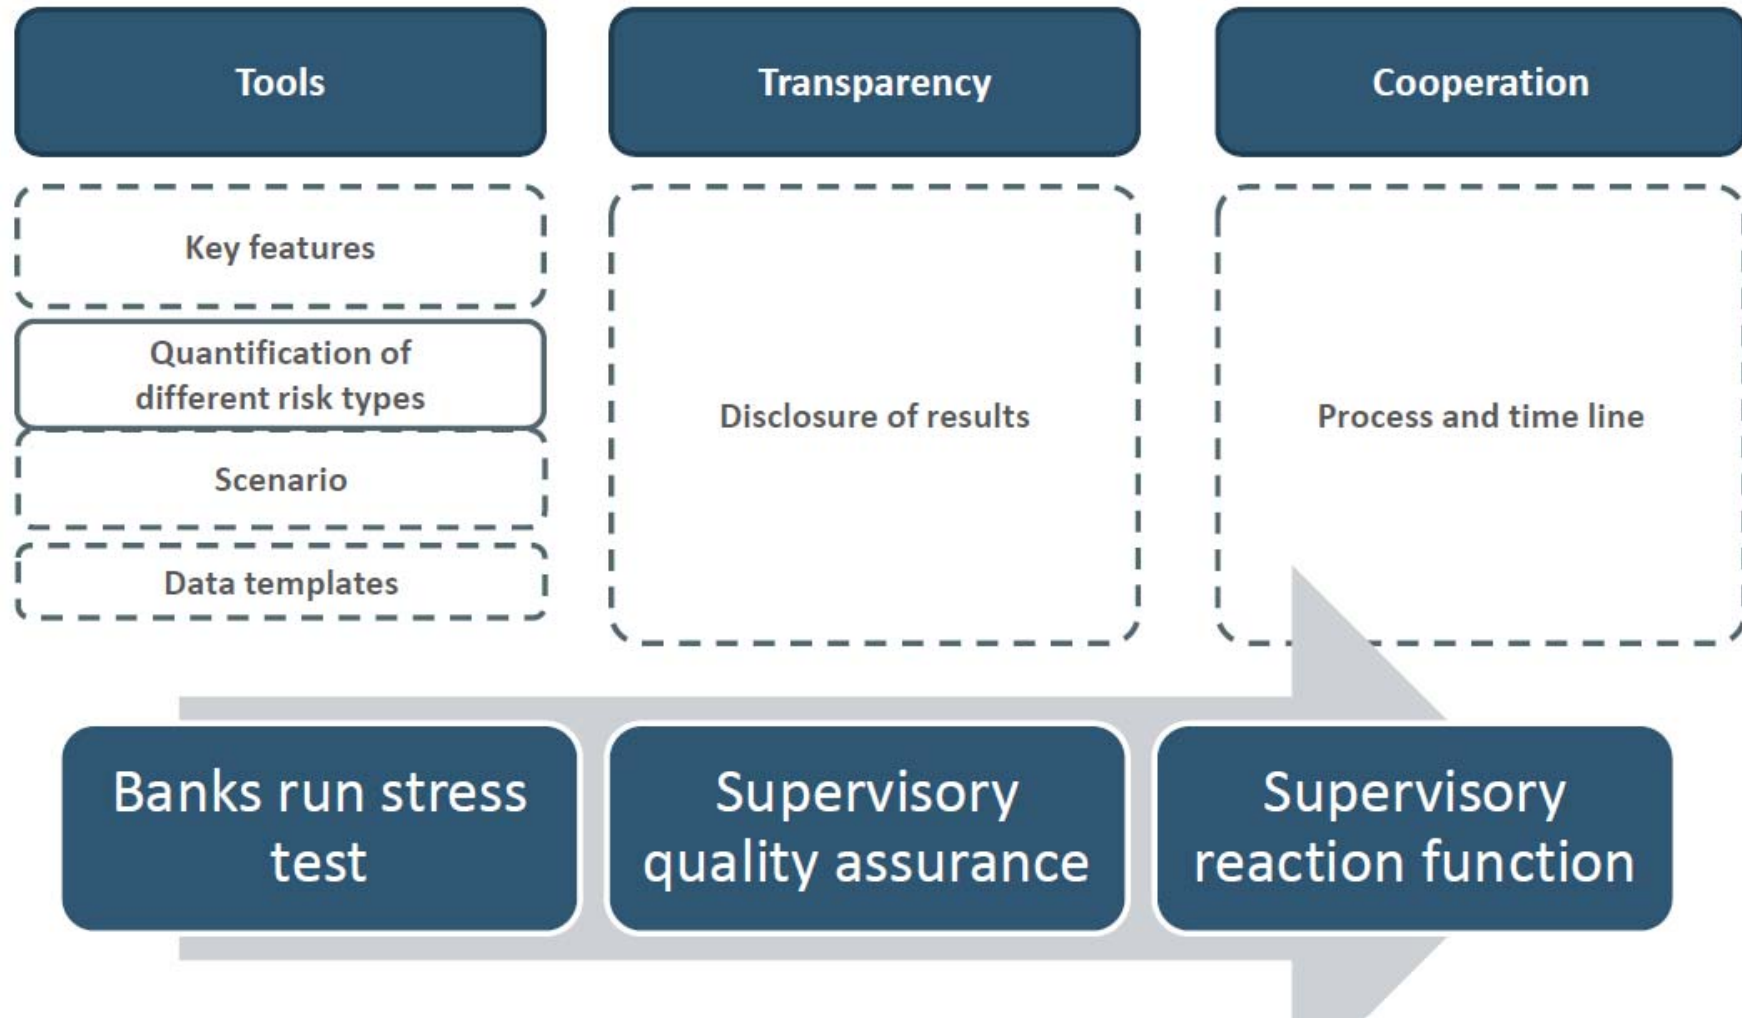 Tools
Transparency
Cooperation
Key features
Quantification of
different risk types
Scenario
Data templates
Disclosure of results
Process and time line
Banks run stress
test
Supervisory
quality assurance
Supervisory
reaction function